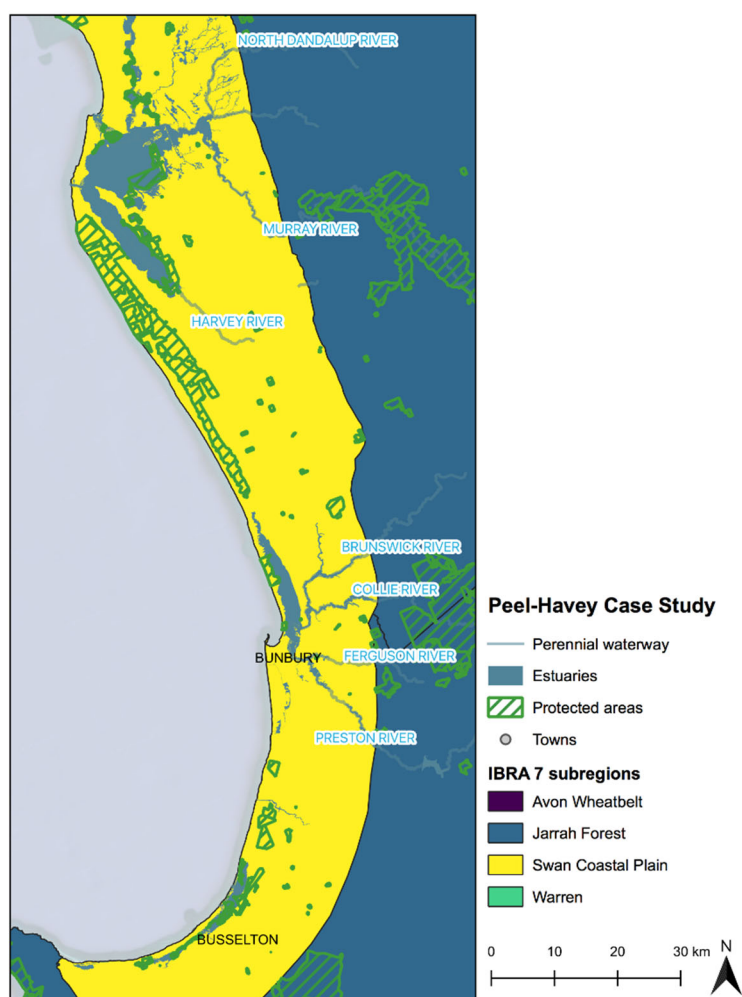 NORTH DANDALUP RIVER
MURRAY RIVER
HARVEY RIVER
BRUNSWICK RIVER
COLLIE RIVER
BUNBURY
FERGUSON RIVER
PRESTON RIVER
BUSSELTON
Peel-Havey Case Study
Perennial waterway
Estuaries
Protected areas
Towns
IBRA 7 subregions
Avon Wheatbelt
Jarrah Forest
Swan Coastal Plain
Warren
0 10 20 30 km
N